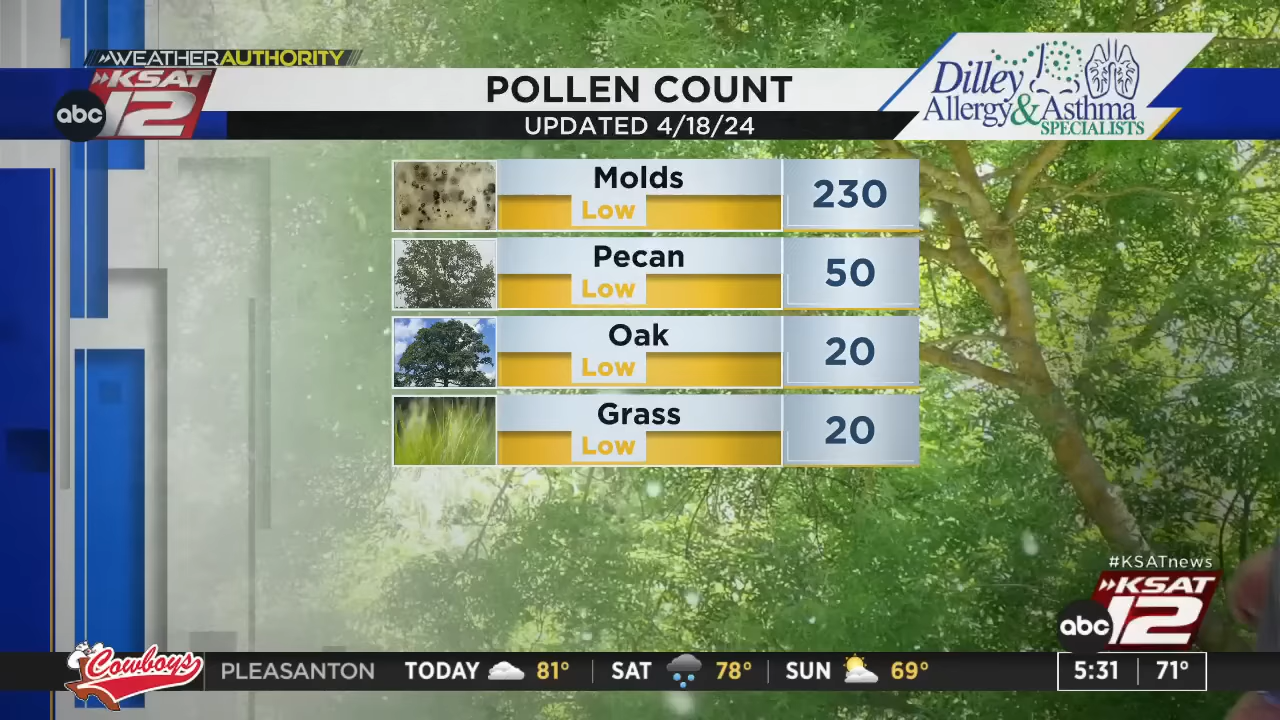 WEATHERAUTHORITY
KSAT
abc 12
POLLEN COUNT
UPDATED 4/18/24
Dilley
Allergy & Asthma
SPECIALISTS
Molds
Low
230
Pecan
Low
50
Oak
Low
20
Grass
Low
20
#KSATnews
KSAT
abc 12
Cowboys PLEASANTON TODAY 81° SAT 78° SUN 69° 5:31 71°